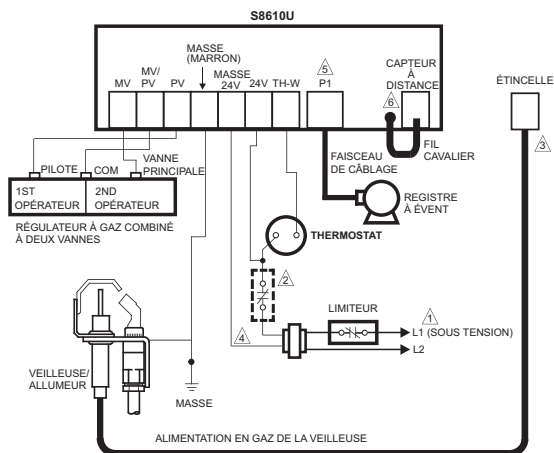 S8610U
MASSE
(MARRON)
MV
MV/
PV
PV
MASSE
24V
24V
TH-W
5
P1
CAPTEUR
À
DISTANCE
6
ÉTINCELLE
3
FIL
CAVALIER
FAISCEAU
DE CÂBLAGE
REGISTRE
À ÉVENT
PILOTE
COM
VANNE
PRINCIPALE
1ST
OPÉRATEUR
2ND
OPÉRATEUR
RÉGULATEUR À GAZ COMBINÉ
À DEUX VANNES
THERMOSTAT
2
LIMITEUR
1
L1 (SOUS TENSION)
4
L2
VEILLEUSE/
ALLUMEUR
MASSE
ALIMENTATION EN GAZ DE LA VEILLEUSE